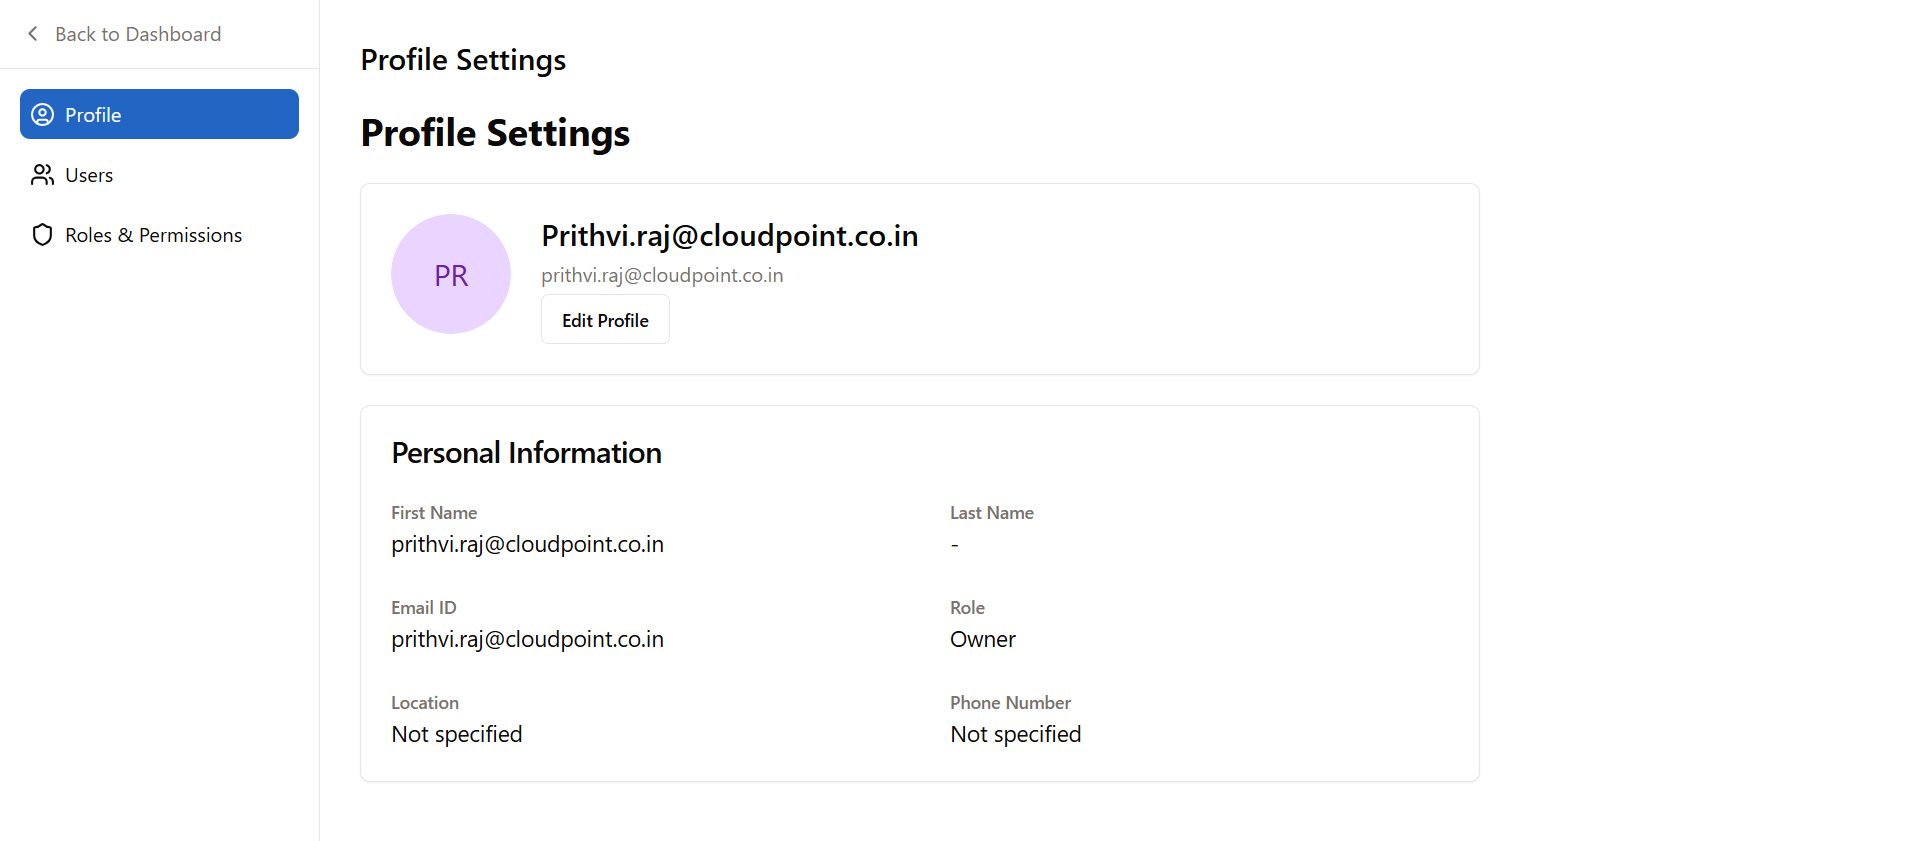 Back to Dashboard
Profile
Users
Roles & Permissions
Profile Settings
Profile Settings
PR
Prithvi.raj@cloudpoint.co.in
prithvi.raj@cloudpoint.co.in
Edit Profile
Personal Information
First Name
prithvi.raj@cloudpoint.co.in
Last Name
-
Email ID
prithvi.raj@cloudpoint.co.in
Role
Owner
Location
Not specified
Phone Number
Not specified